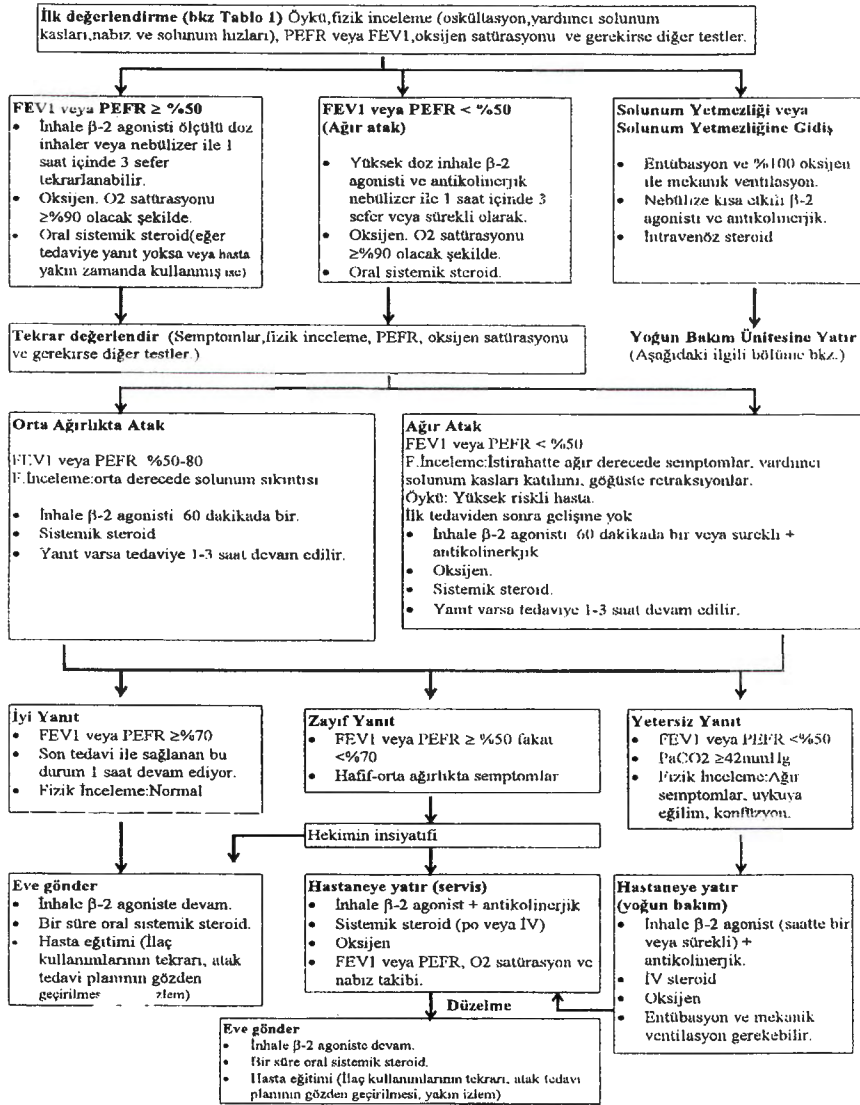 İlk değerlendirme (bkz Tablo 1) Öykü,fizik inceleme (oskültasyon,yardımcı solunum
kasları,nabız ve solunum hızları), PEFR veya FEV1,oksijen satürasyonu ve gerekirse diğer testler.
FEV1 veya PEFR ≥ %50
• İnhale β-2 agonisti ölçülü doz
inhaler veya nebülizer ile 1
saat içinde 3 sefer
tekrarlanabilir.
• Oksijen. O2 satürasyonu
≥%90 olacak şekilde.
• Oral sistemik steroid(eğer
tedaviye yanıt yoksa veya hasta
yakın zamanda kullanmış ise)
FEV1 veya PEFR < %50
(Ağır atak)
• Yüksek doz inhale β-2
agonisti ve antikolinerjik
nebülizer ile 1 saat içinde 3
sefer veya sürekli olarak.
• Oksijen. O2 satürasyonu
≥%90 olacak şekilde.
• Oral sistemik steroid.
Solunum Yetmezliği veya
Solunum Yetmezliğine Gidiş
• Entübasyon ve %100 oksijen
ile mekanik ventilasyon.
• Nebülize kısa etkili β-2
agonisti ve antikolinerjik.
• İntravenöz steroid
Tekrar değerlendir (Semptomlar,fizik inceleme, PEFR, oksijen satürasyonu
ve gerekirse diğer testler.)
Yoğun Bakım Ünitesine Yatır
(Aşağıdaki ilgili bölüme bkz.)
Orta Ağırlıkta Atak
FEV1 veya PEFR %50-80
F.İnceleme:orta derecede solunum sıkıntısı
• İnhale β-2 agonisti 60 dakikada bir.
• Sistemik steroid
• Yanıt varsa tedaviye 1-3 saat devam edilir.
Ağır Atak
FEV1 veya PEFR < %50
F.İnceleme:İstirahatte ağır derecede semptomlar, yardımcı
solunum kasları katılımı, göğüste retraksiyonlar.
Öykü: Yüksek riskli hasta.
İlk tedaviden sonra gelişme yok
• İnhale β-2 agonisti 60 dakikada bir veya sürekli +
antikolinerkjik
• Oksijen.
• Sistemik steroid.
• Yanıt varsa tedaviye 1-3 saat devam edilir.
İyi Yanıt
• FEV1 veya PEFR ≥%70
• Son tedavi ile sağlanan bu
durum 1 saat devam ediyor.
• Fizik İnceleme:Normal
Zayıf Yanıt
• FEV1 veya PEFR ≥ %50 fakat
<%70
• Hafif-orta ağırlıkta semptomlar
Yetersiz Yanıt
• FEV1 veya PEFR <%50
• PaCO2 ≥42mmHg
• Fizik İnceleme:Ağır
semptomlar, uykuya
eğilim, konfüzyon.
Hekimin insiyatifi
Eve gönder
• İnhale β-2 agoniste devam.
• Bir süre oral sistemik steroid.
• Hasta eğitimi (İlaç
kullanımlarının tekrarı, atak
tedavi planının gözden
geçirilmes zlem)
Hastaneye yatır (servis)
• İnhale β-2 agonist + antikolinerjik
• Sistemik steroid (po veya İV)
• Oksijen
• FEV1 veya PEFR, O2 satürasyon ve
nabız takibi.
Hastaneye yatır
(yoğun bakım)
• İnhale β-2 agonist (saatte bir
veya sürekli) +
antikolinerjik.
• İV steroid
• Oksijen
• Entübasyon ve mekanik
ventilasyon gerekebilir.
Düzelme
Eve gönder
• İnhale β-2 agoniste devam.
• Bir süre oral sistemik steroid.
• Hasta eğitimi (İlaç kullanımlarının tekrarı, atak tedavi
planının gözden geçirilmesi, yakın izlem)